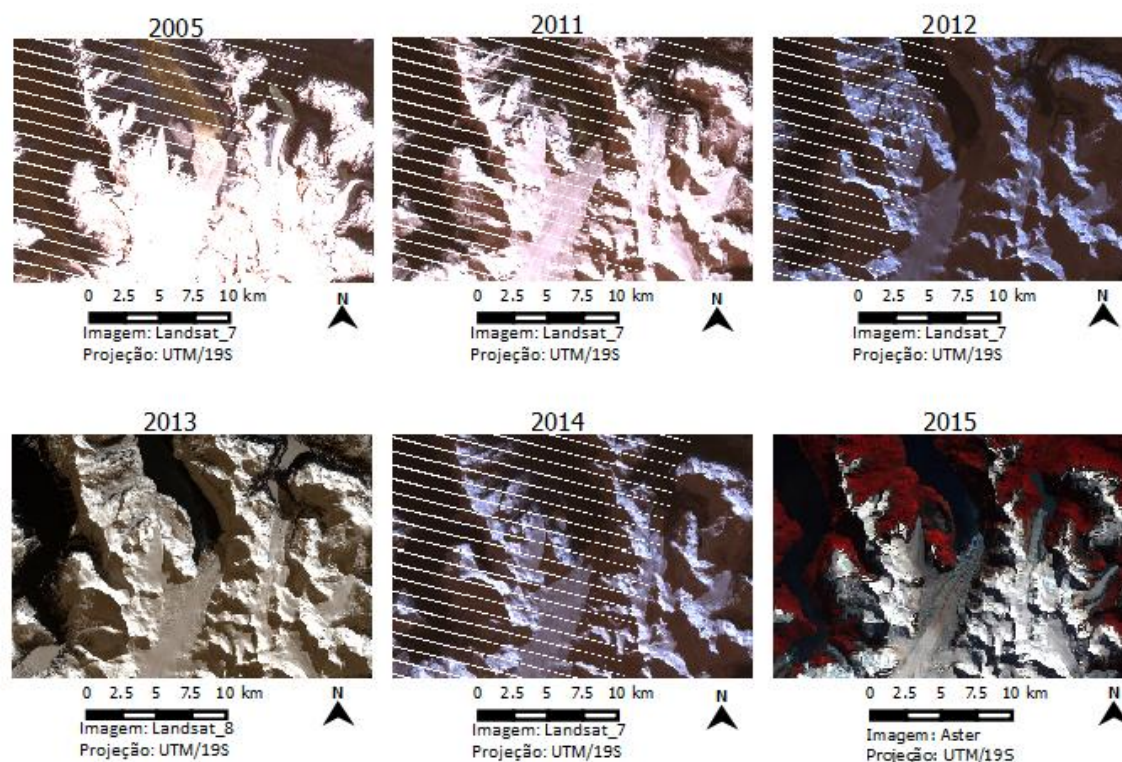 2005
2011
2012
0 2.5 5 7.5 10 km
N
Imagem: Landsat_7
Projeção: UTM/19S
0 2.5 5 7.5 10 km
N
Imagem: Landsat_7
Projeção: UTM/19S
0 2.5 5 7.5 10 km
N
Imagem: Landsat_7
Projeção: UTM/19S
2013
2014
2015
0 2.5 5 7.5 10 km
N
Imagem: Landsat_8
Projeção: UTM/19S
0 2.5 5 7.5 10 km
N
Imagem: Landsat_7
Projeção: UTM/19S
0 2.5 5 7.5 10 km
N
Imagem: Aster
Projeção: UTM/19S